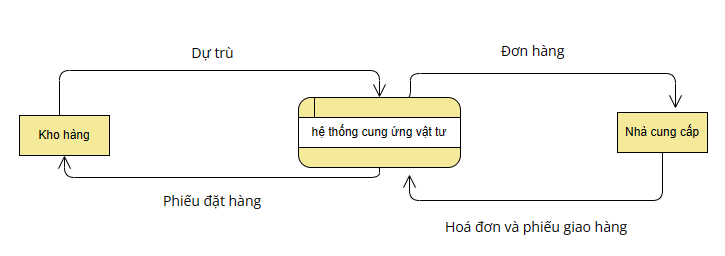 Dự trù
Đơn hàng
Kho hàng
hệ thống cung ứng vật tư
Nhà cung cấp
Phiếu đặt hàng
Hoá đơn và phiếu giao hàng